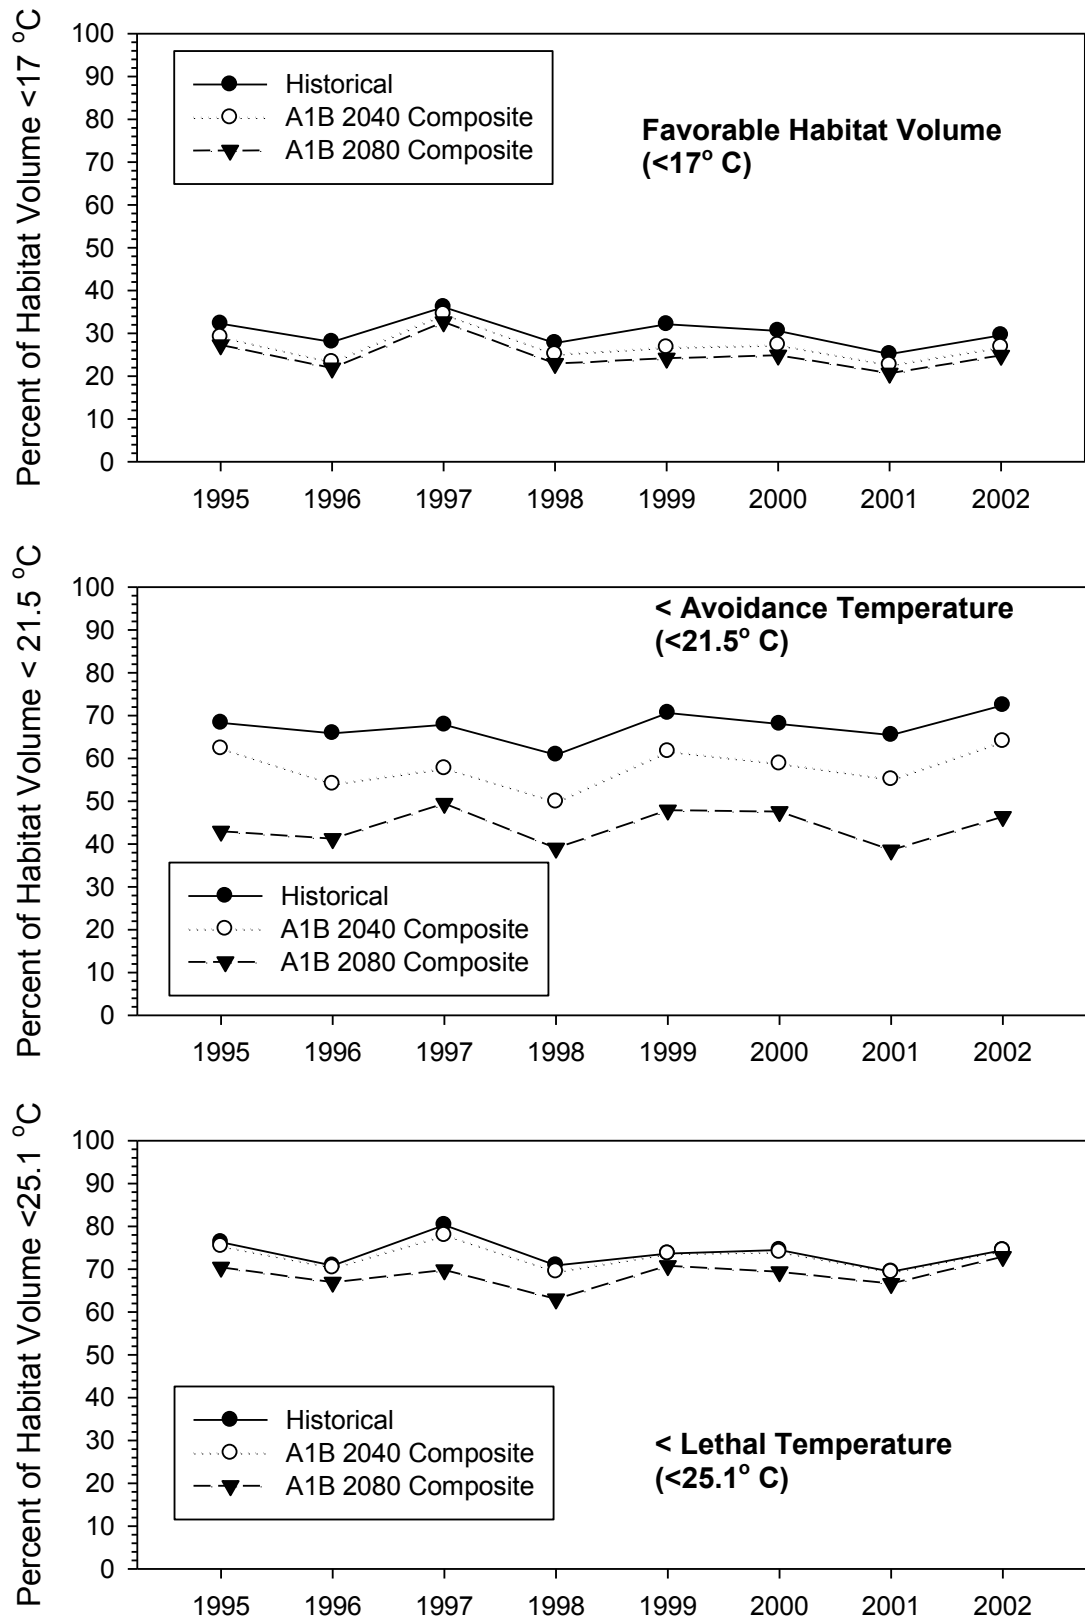 Percent of Habitat Volume <17 °C
100
90
80
70
60
50
40
30
20
10
0
Historical
A1B 2040 Composite
A1B 2080 Composite
Favorable Habitat Volume
(<17° C)
1995 1996 1997 1998 1999 2000 2001 2002
Percent of Habitat Volume < 21.5 °C
100
90
80
70
60
50
40
30
20
10
0
< Avoidance Temperature
(<21.5° C)
Historical
A1B 2040 Composite
A1B 2080 Composite
1995 1996 1997 1998 1999 2000 2001 2002
Percent of Habitat Volume <25.1 °C
100
90
80
70
60
50
40
30
20
10
0
Historical
A1B 2040 Composite
A1B 2080 Composite
< Lethal Temperature
(<25.1° C)
1995 1996 1997 1998 1999 2000 2001 2002